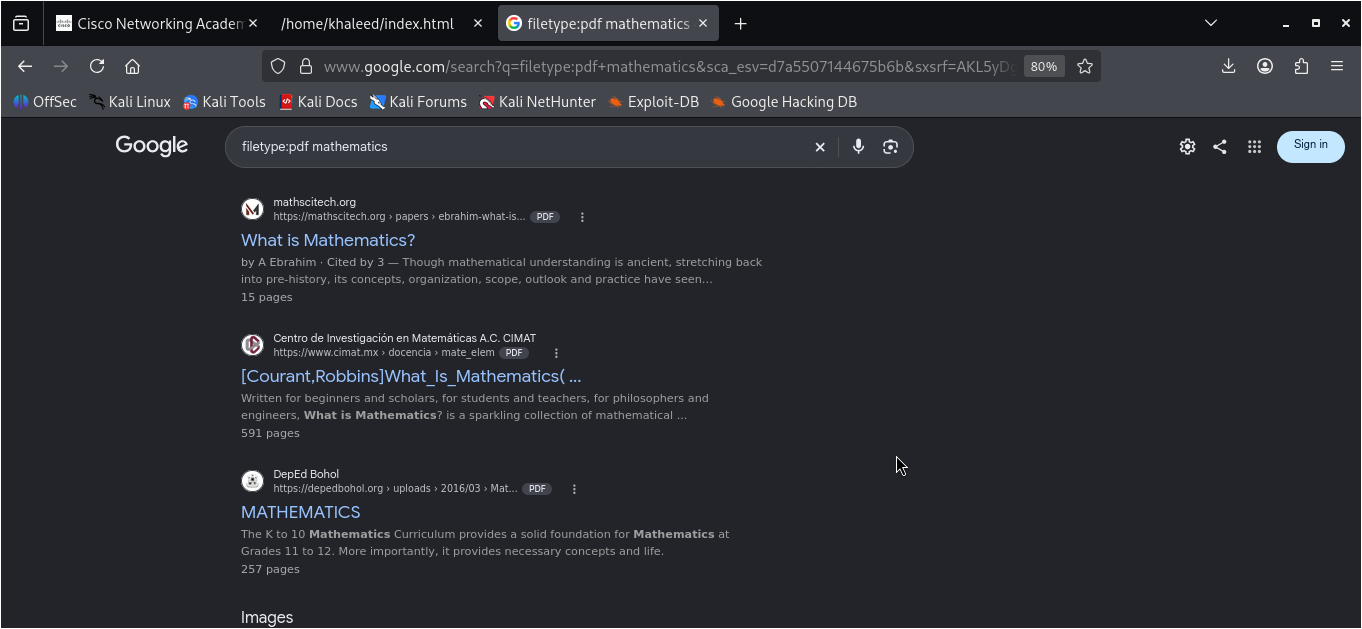 Cisco Networking Academ
/home/khaleed/index.html
filetype:pdf mathematics
www.google.com/search?q=filetype:pdf+mathematics&sca_esv=d7a5507144675b6b&sxsrf=AKL5yD
80%
OffSec
Kali Linux
Kali Tools
Kali Docs
Kali Forums
Kali NetHunter
Exploit-DB
Google Hacking DB
Google
filetype:pdf mathematics
Sign in
mathscitech.org
https://mathscitech.org › papers › ebrahim-what-is... PDF
What is Mathematics?
by A Ebrahim · Cited by 3 — Though mathematical understanding is ancient, stretching back
into pre-history, its concepts, organization, scope, outlook and practice have seen...
15 pages
Centro de Investigación en Matemáticas A.C. CIMAT
https://www.cimat.mx › docencia › mate_elem PDF
[Courant,Robbins]What_Is_Mathematics( ...
Written for beginners and scholars, for students and teachers, for philosophers and
engineers, What is Mathematics? is a sparkling collection of mathematical ...
591 pages
DepEd Bohol
https://depedbohol.org › uploads › 2016/03 › Mat... PDF
MATHEMATICS
The K to 10 Mathematics Curriculum provides a solid foundation for Mathematics at
Grades 11 to 12. More importantly, it provides necessary concepts and life.
257 pages
Images